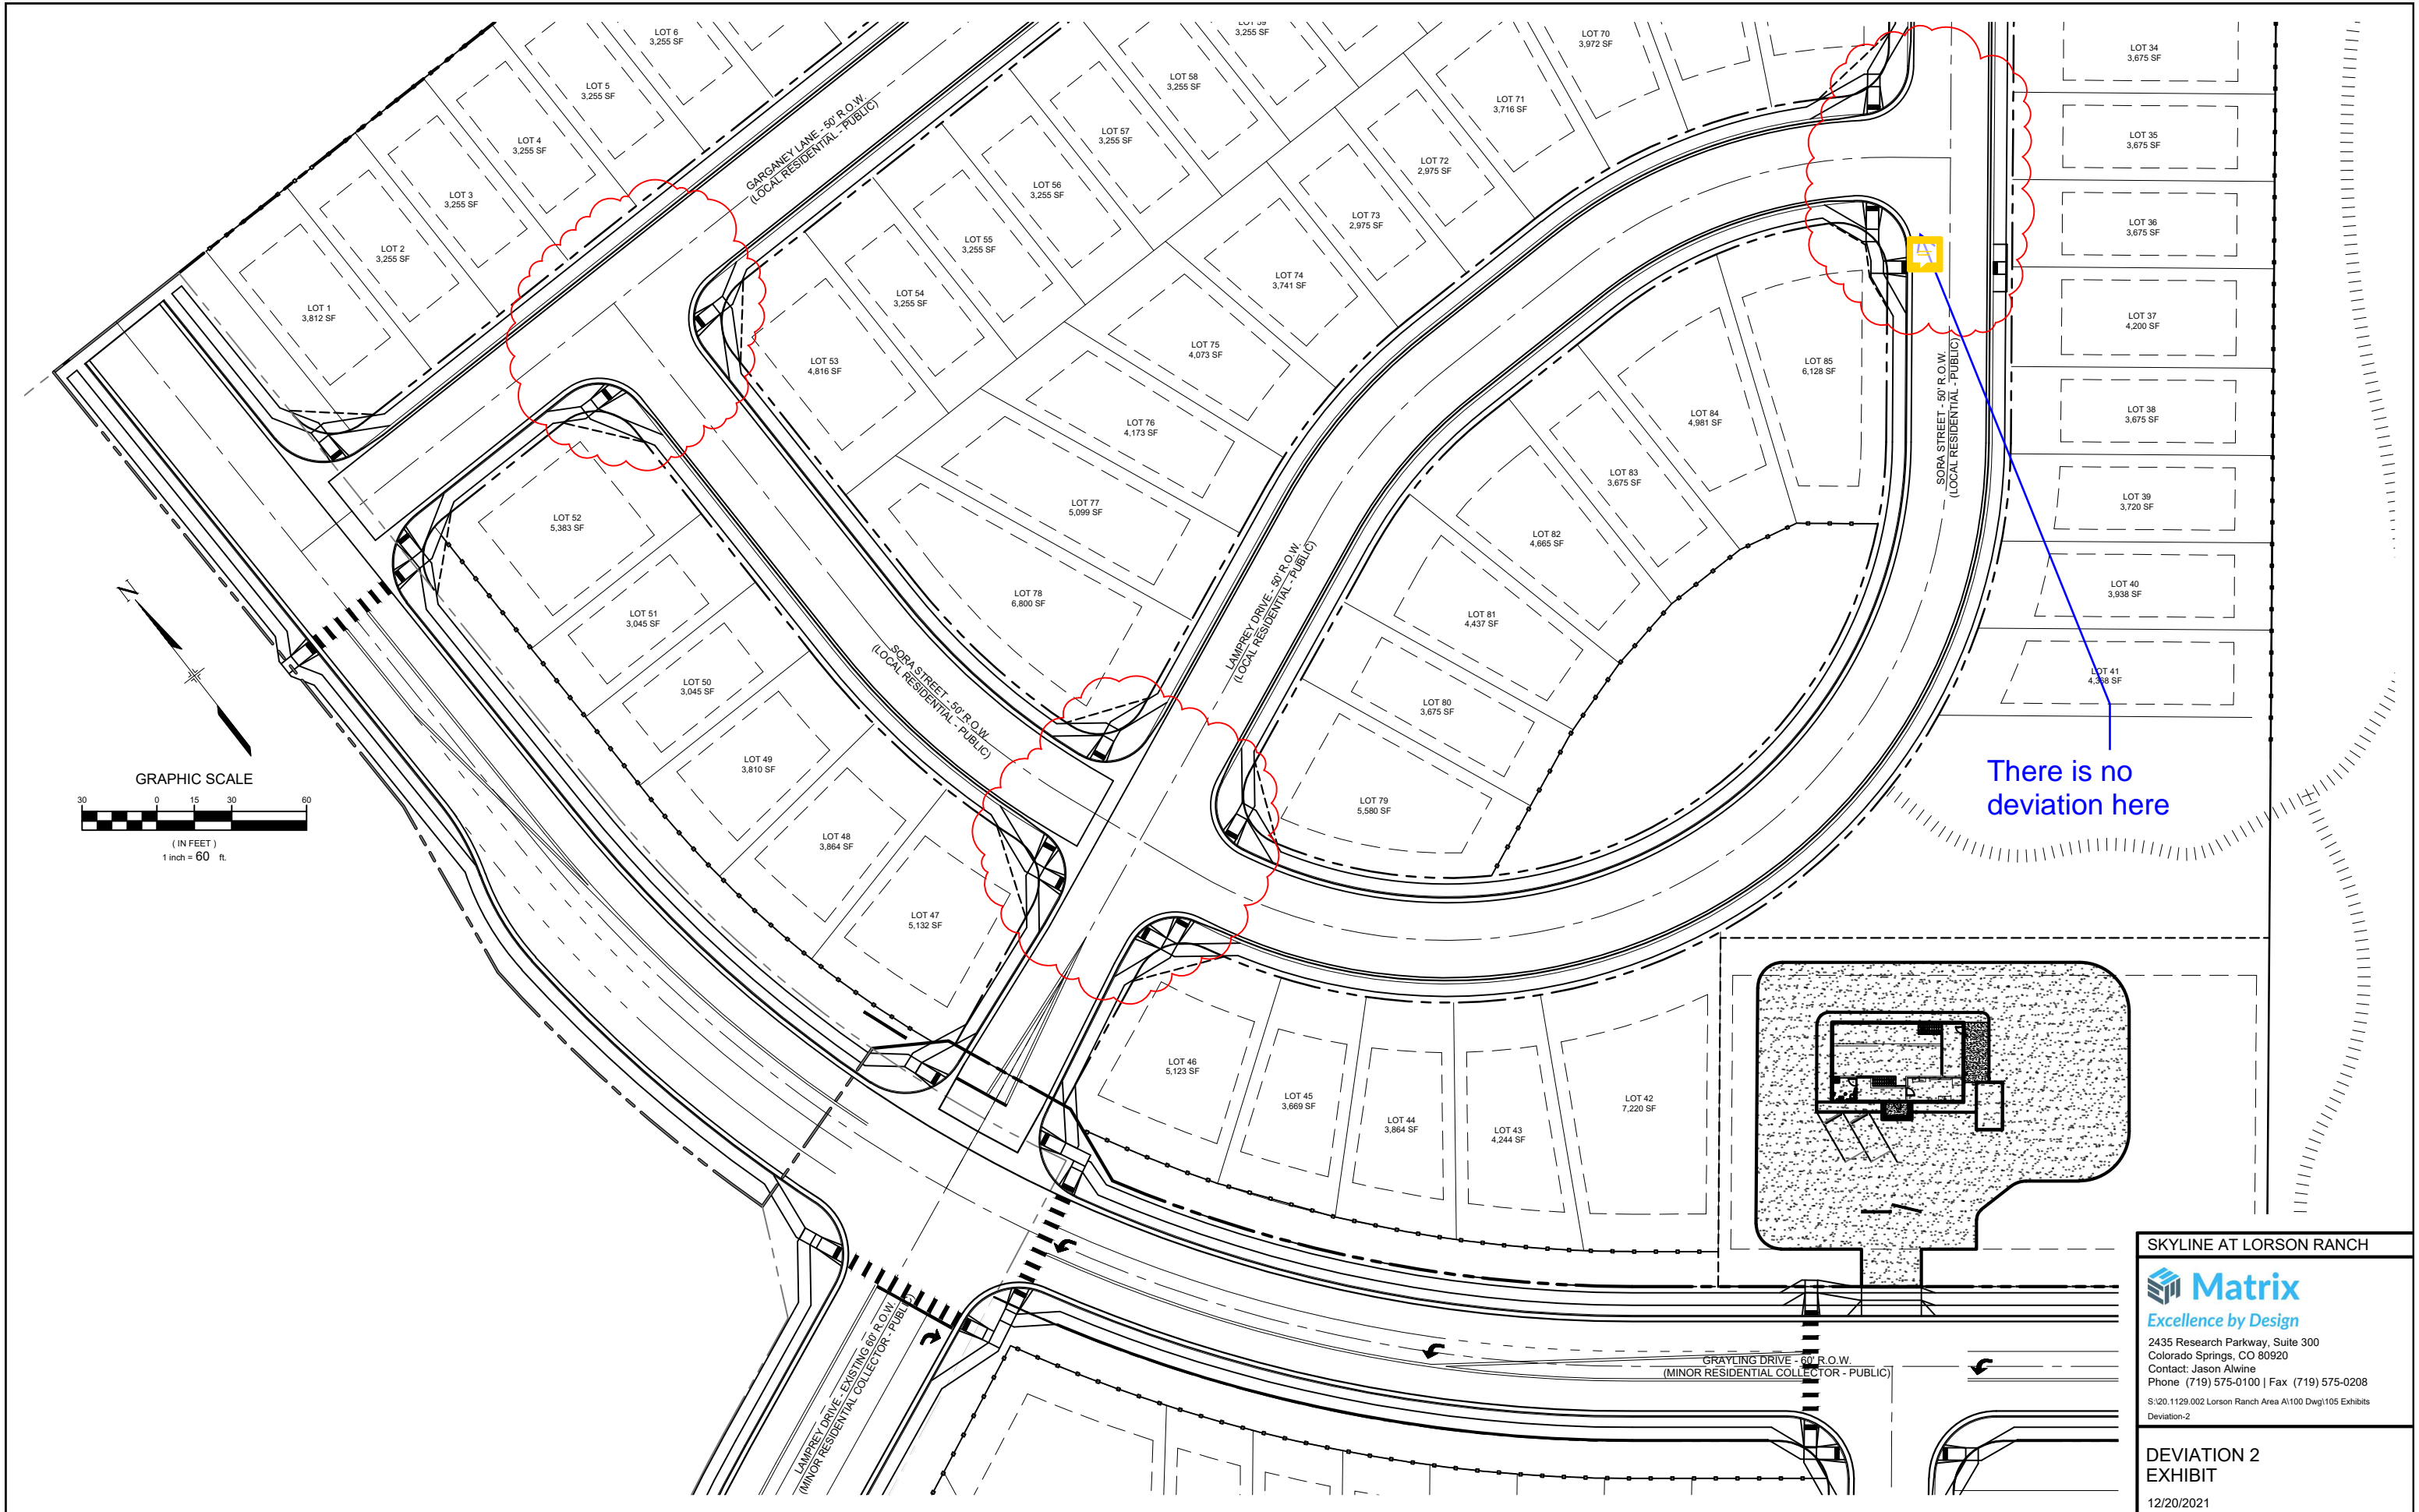 LOT 6
3,255 SF
LOT 5
3,255 SF
LOT 4
3,255 SF
LOT 3
3,255 SF
LOT 2
3,255 SF
LOT 1
3,812 SF
GARGANEY LANE - 50' R.O.W.
(LOCAL RESIDENTIAL - PUBLIC)
LOT 59
3,255 SF
LOT 58
3,255 SF
LOT 57
3,255 SF
LOT 56
3,255 SF
LOT 55
3,255 SF
LOT 54
3,255 SF
LOT 53
4,816 SF
LOT 70
3,972 SF
LOT 71
3,716 SF
LOT 72
2,975 SF
LOT 73
2,975 SF
LOT 74
3,741 SF
LOT 75
4,073 SF
LOT 76
4,173 SF
LOT 77
5,099 SF
LOT 78
6,800 SF
LOT 34
3,675 SF
LOT 35
3,675 SF
LOT 36
3,675 SF
LOT 37
4,200 SF
LOT 38
3,675 SF
LOT 39
3,720 SF
LOT 40
3,938 SF
LOT 41
SF
SORA STREET - 50' R.O.W.
(LOCAL RESIDENTIAL - PUBLIC)
LOT 85
6,128 SF
LOT 84
4,981 SF
LOT 83
3,675 SF
LOT 82
4,665 SF
LOT 81
4,437 SF
LOT 80
3,675 SF
LOT 79
5,580 SF
LAMPREY DRIVE - 50' R.O.W.
(LOCAL RESIDENTIAL - PUBLIC)
There is no
deviation here
LOT 52
5,383 SF
LOT 51
3,045 SF
LOT 50
3,045 SF
LOT 49
3,810 SF
LOT 48
3,864 SF
LOT 47
5,132 SF
SORA STREET - 50' R.O.W.
(LOCAL RESIDENTIAL - PUBLIC)
N
GRAPHIC SCALE
30 0 15 30 60
( IN FEET )
1 inch = 60 ft.
LOT 46
5,123 SF
LOT 45
3,669 SF
LOT 44
3,864 SF
LOT 43
4,244 SF
LOT 42
7,220 SF
LAMPREY DRIVE - EXISTING 60' R.O.W.
(MINOR RESIDENTIAL COLLECTOR - PUBLIC)
GRAYLING DRIVE - 60' R.O.W.
(MINOR RESIDENTIAL COLLECTOR - PUBLIC)
SKYLINE AT LORSON RANCH
Matrix
Excellence by Design
2435 Research Parkway, Suite 300
Colorado Springs, CO 80920
Contact: Jason Alwine
Phone (719) 575-0100 | Fax (719) 575-0208
S:\20.1129.002 Lorson Ranch Area A\100 Dwg\105 Exhibits
Deviation-2
DEVIATION 2
EXHIBIT
12/20/2021